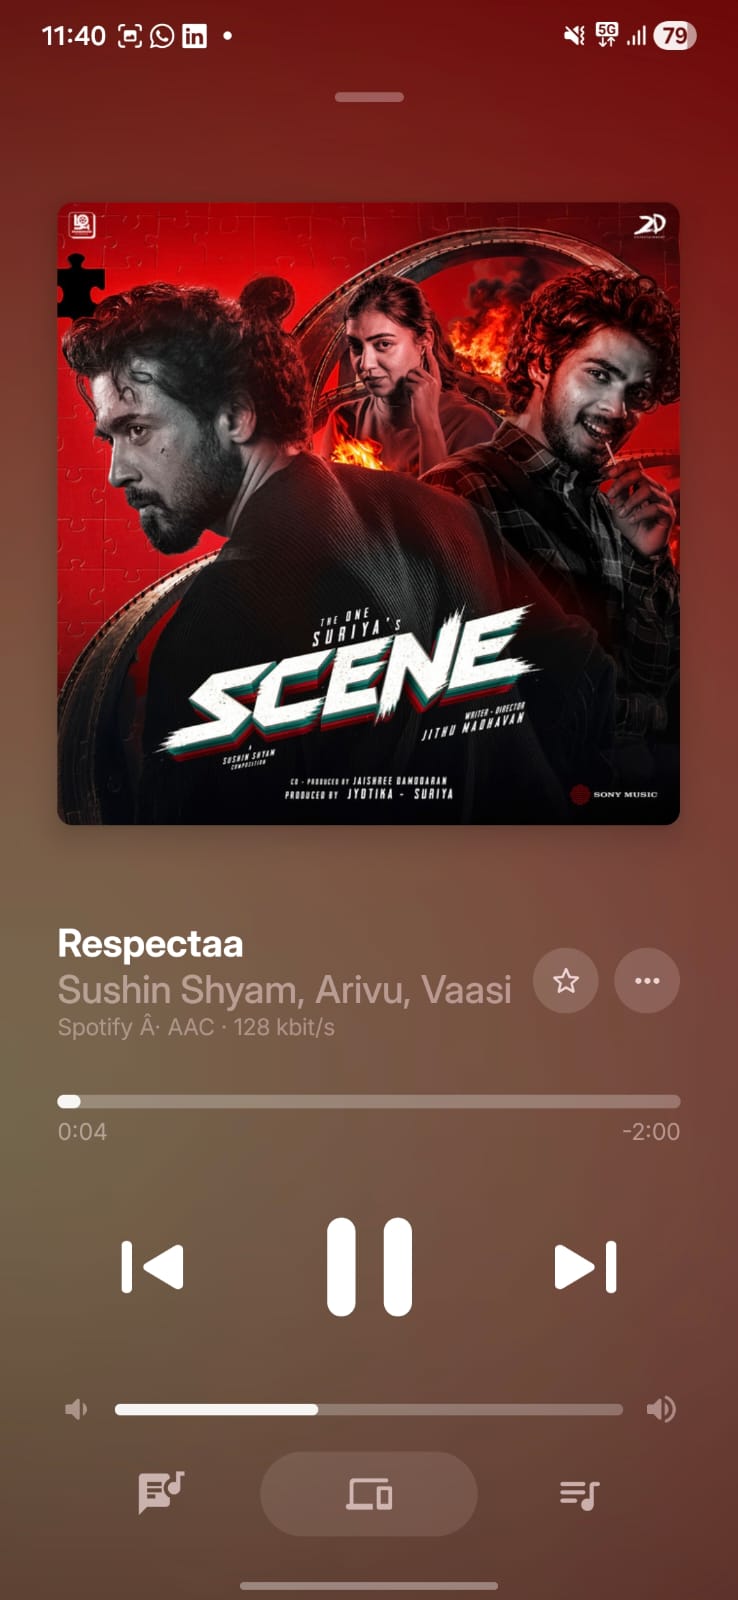 11:40
5G
79
2D
THE ONE
SURIYA'S
SCENE
WRITER - DIRECTOR
JITHU MADHAVAN
A
SUSHIN SHYAM
COMPOSITION
CO - PRODUCED BY JAISHREE DAMODARAN
PRODUCED BY JYOTIKA - SURIYA
SONY MUSIC
Respectaa
Sushin Shyam, Arivu, Vaasi
Spotify Â· AAC · 128 kbit/s
0:04
-2:00